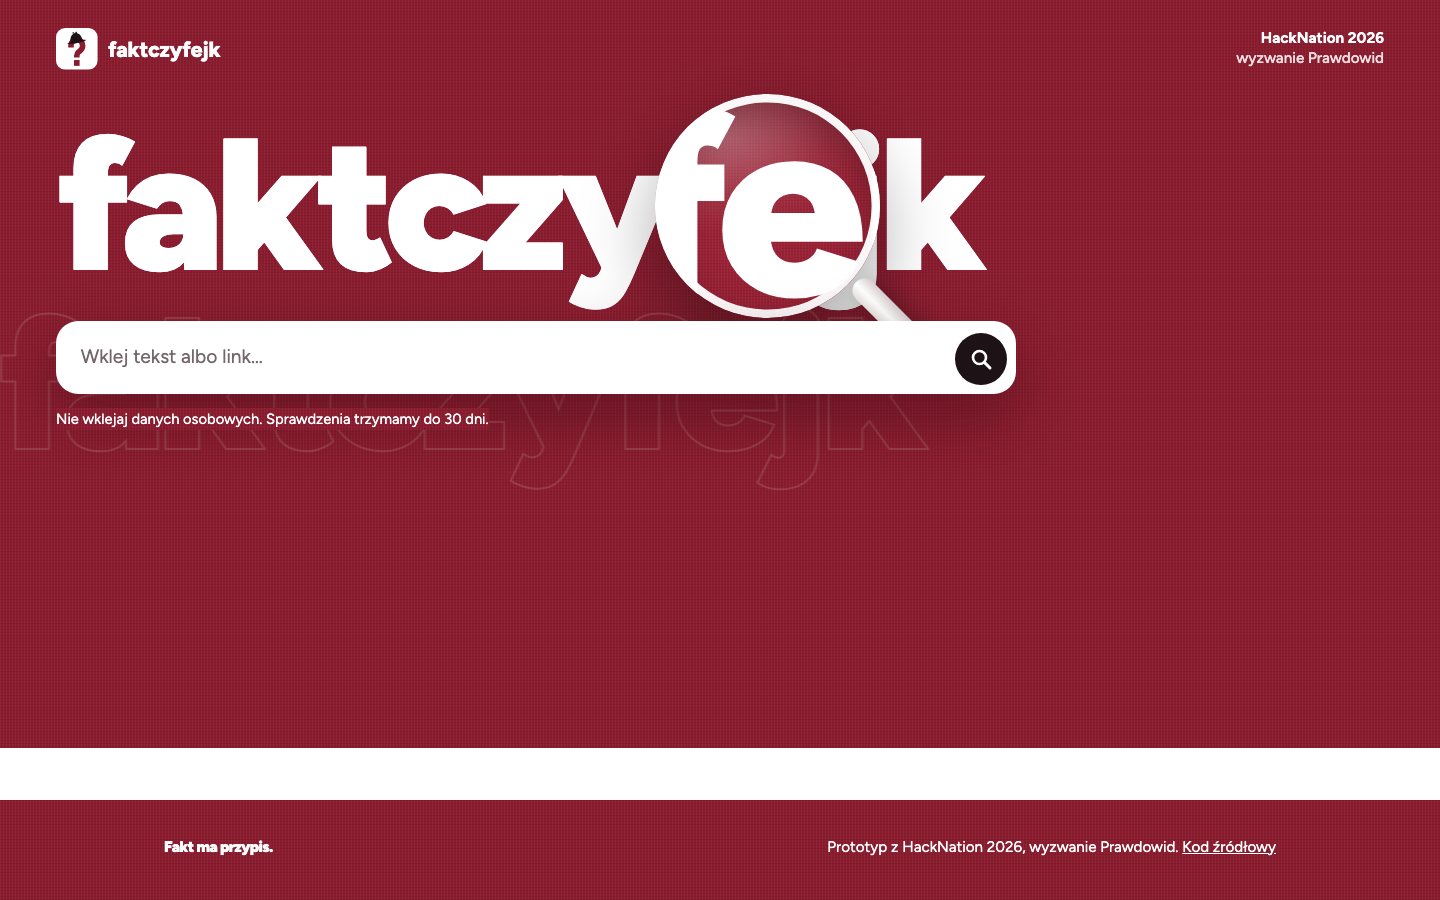 faktczyfejk
HackNation 2026
wyzwanie Prawdowid
faktczyfejk
Wklej tekst albo link...
Nie wklejaj danych osobowych. Sprawdzenia trzymamy do 30 dni.
faktczyfejk
Fakt ma przypis.
Prototyp z HackNation 2026, wyzwanie Prawdowid. Kod źródłowy